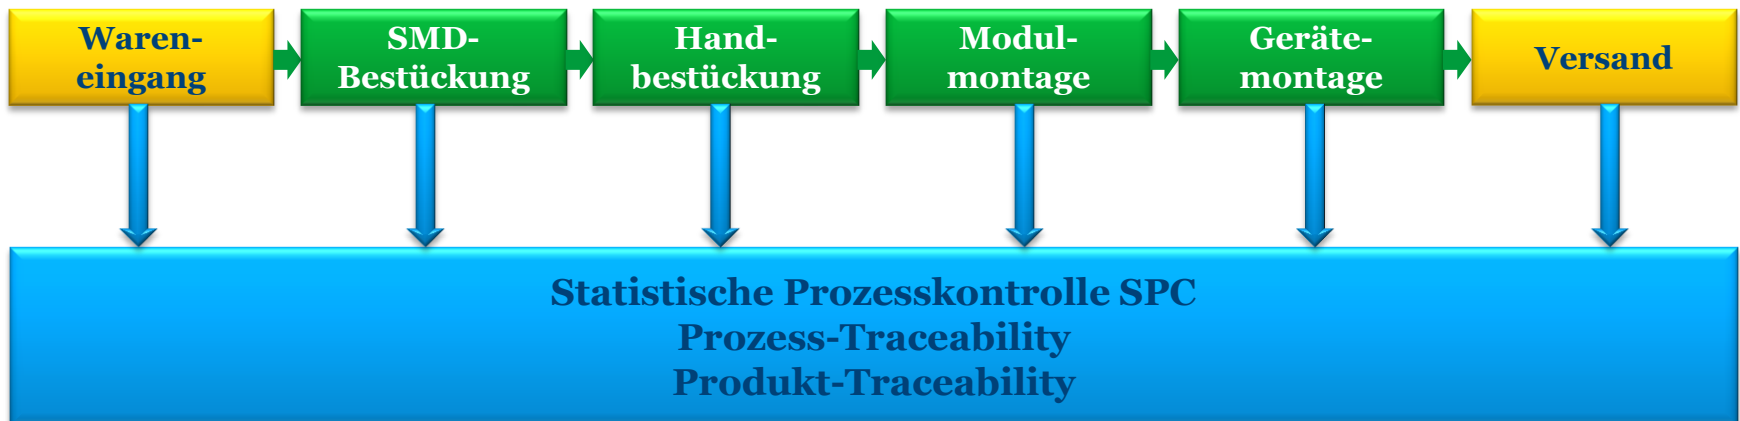 Waren-
eingang
SMD-
Bestückung
Hand-
bestückung
Modul-
montage
Geräte-
montage
Versand
Statistische Prozesskontrolle SPC
Prozess-Traceability
Produkt-Traceability